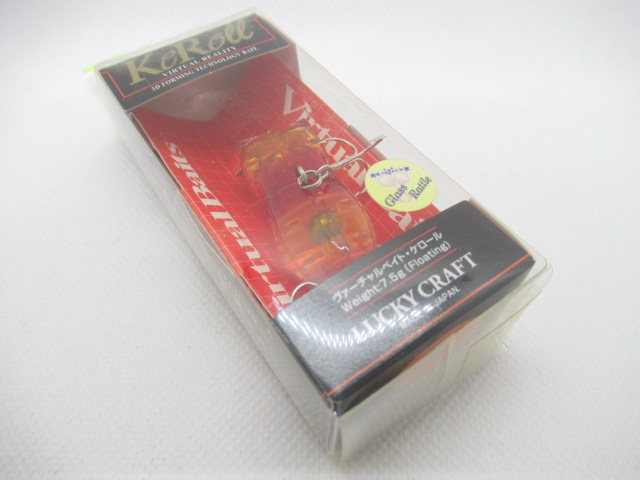 KeRoll
VIRTUAL REALITY
3D FORMING TECHNOLOGY BAIT
Virtual
Virtual Baits
Glass
Rattle
ヴァーチャルベイト・ケロール
Weight:7.5g (Floating)
LUCKY CRAFT
JAPAN.